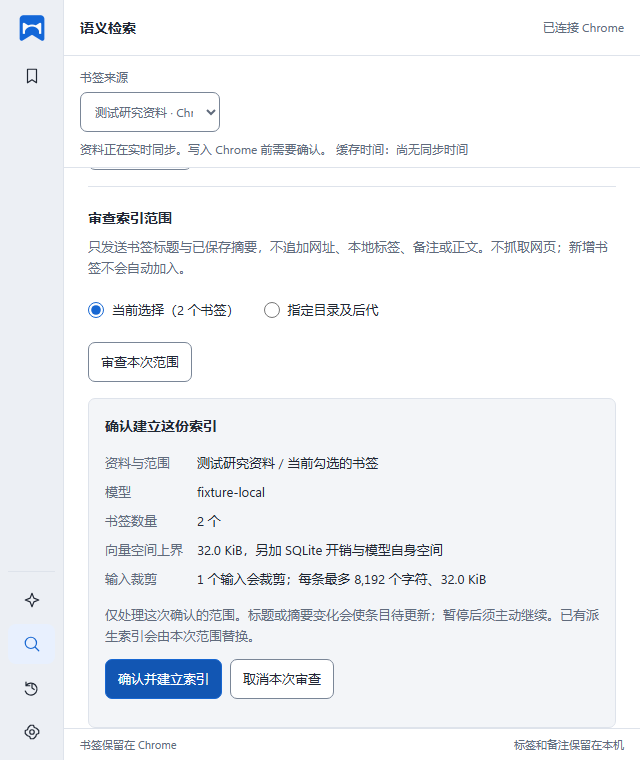 语义检索
已连接 Chrome
书签来源
测试研究资料 · Chr
资料正在实时同步。写入 Chrome 前需要确认。 缓存时间：尚无同步时间
审查索引范围
只发送书签标题与已保存摘要，不追加网址、本地标签、备注或正文。不抓取网页；新增书
签不会自动加入。
当前选择（2 个书签）
指定目录及后代
审查本次范围
确认建立这份索引
资料与范围 测试研究资料 / 当前勾选的书签
模型 fixture-local
书签数量 2 个
向量空间上界 32.0 KiB，另加 SQLite 开销与模型自身空间
输入裁剪 1 个输入会裁剪；每条最多 8,192 个字符、32.0 KiB
仅处理这次确认的范围。标题或摘要变化会使条目待更新；暂停后须主动继续。已有派
生索引会由本次范围替换。
确认并建立索引
取消本次审查
书签保留在 Chrome
标签和备注保留在本机